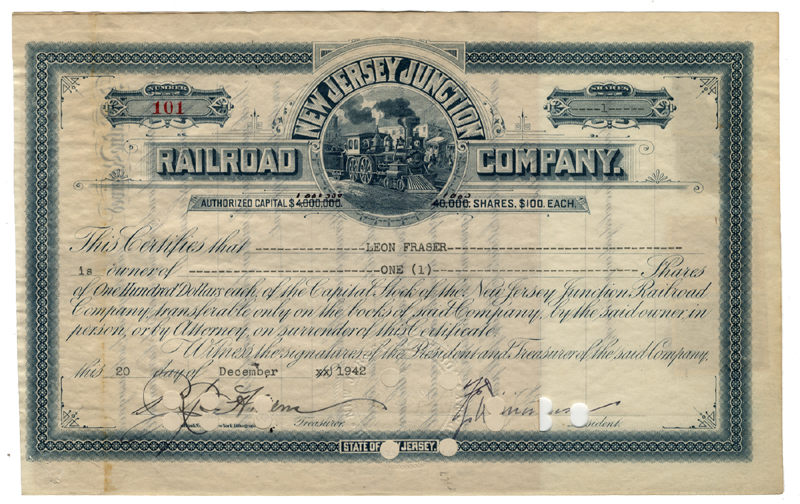 NUMBER
101
NEW JERSEY JUNCTION
SHARES
1
RAILROAD COMPANY.
AUTHORIZED CAPITAL $4,000,000. 40,000 SHARES, $100 EACH.
This Certifies that LEON FRASER
is owner of ONE (1) Shares
of One Hundred Dollars each, of the Capital Stock of the New Jersey Junction Railroad
Company, transferable only on the books of said Company, by the said owner, in
person, or by Attorney, on surrender of this Certificate.
Witness the signatures of the President and Treasurer of the said Company,
this 20 day of December xx 1942
Treasurer
STATE OF NEW JERSEY.